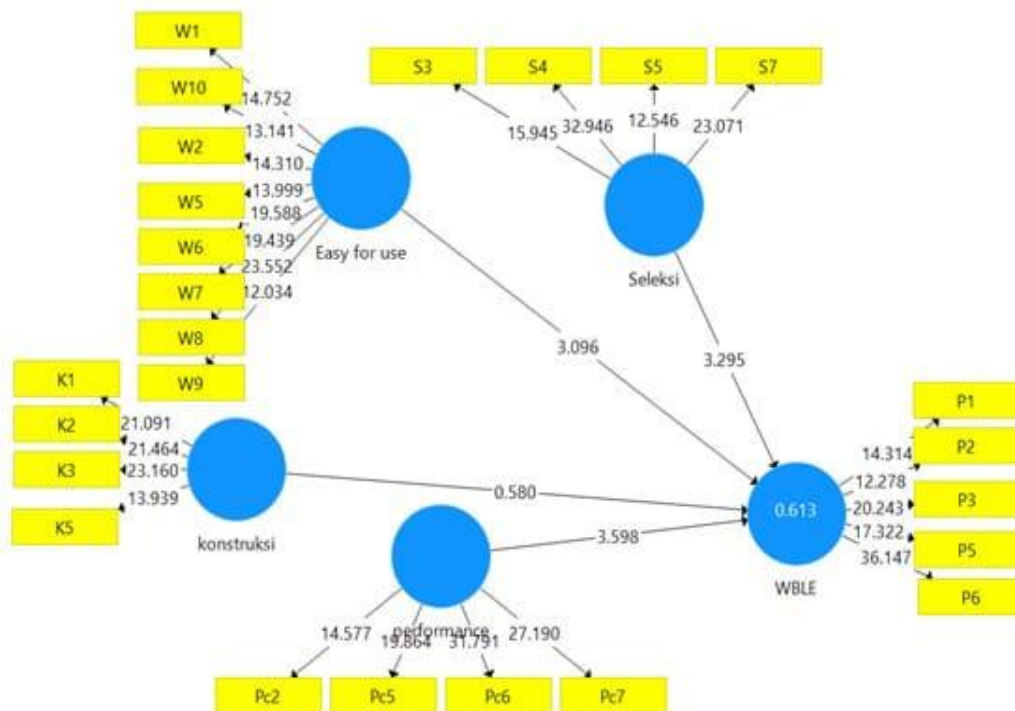 W1
W10
W2
W5
W6
W7
W8
W9
14.752
13.141
14.310
13.999
19.588
19.439
23.552
12.034
Easy for use
S3
S4
S5
S7
15.945
32.946
12.546
23.071
Seleksi
3.096
3.295
K1
K2
K3
K5
21.091
21.464
23.160
13.939
konstruksi
0.580
3.598
performance
14.577
19.864
31.791
27.190
Pc2
Pc5
Pc6
Pc7
0.613
WBLE
14.314
12.278
20.243
17.322
36.147
P1
P2
P3
P5
P6